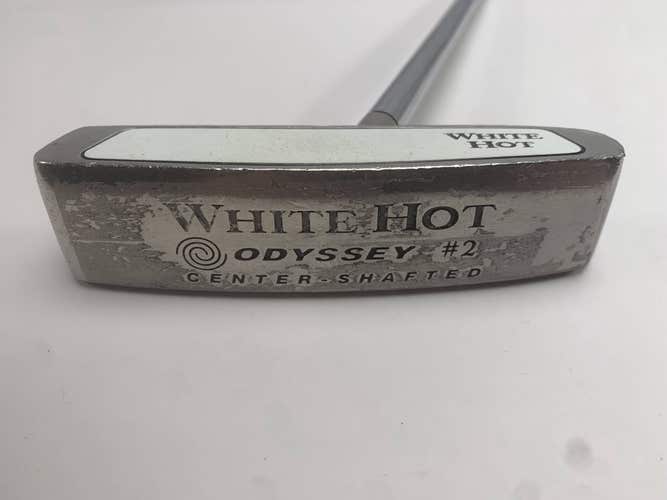 WHITE
HOT
WHITE HOT
ODYSSEY #2
CENTER-SHAFTED